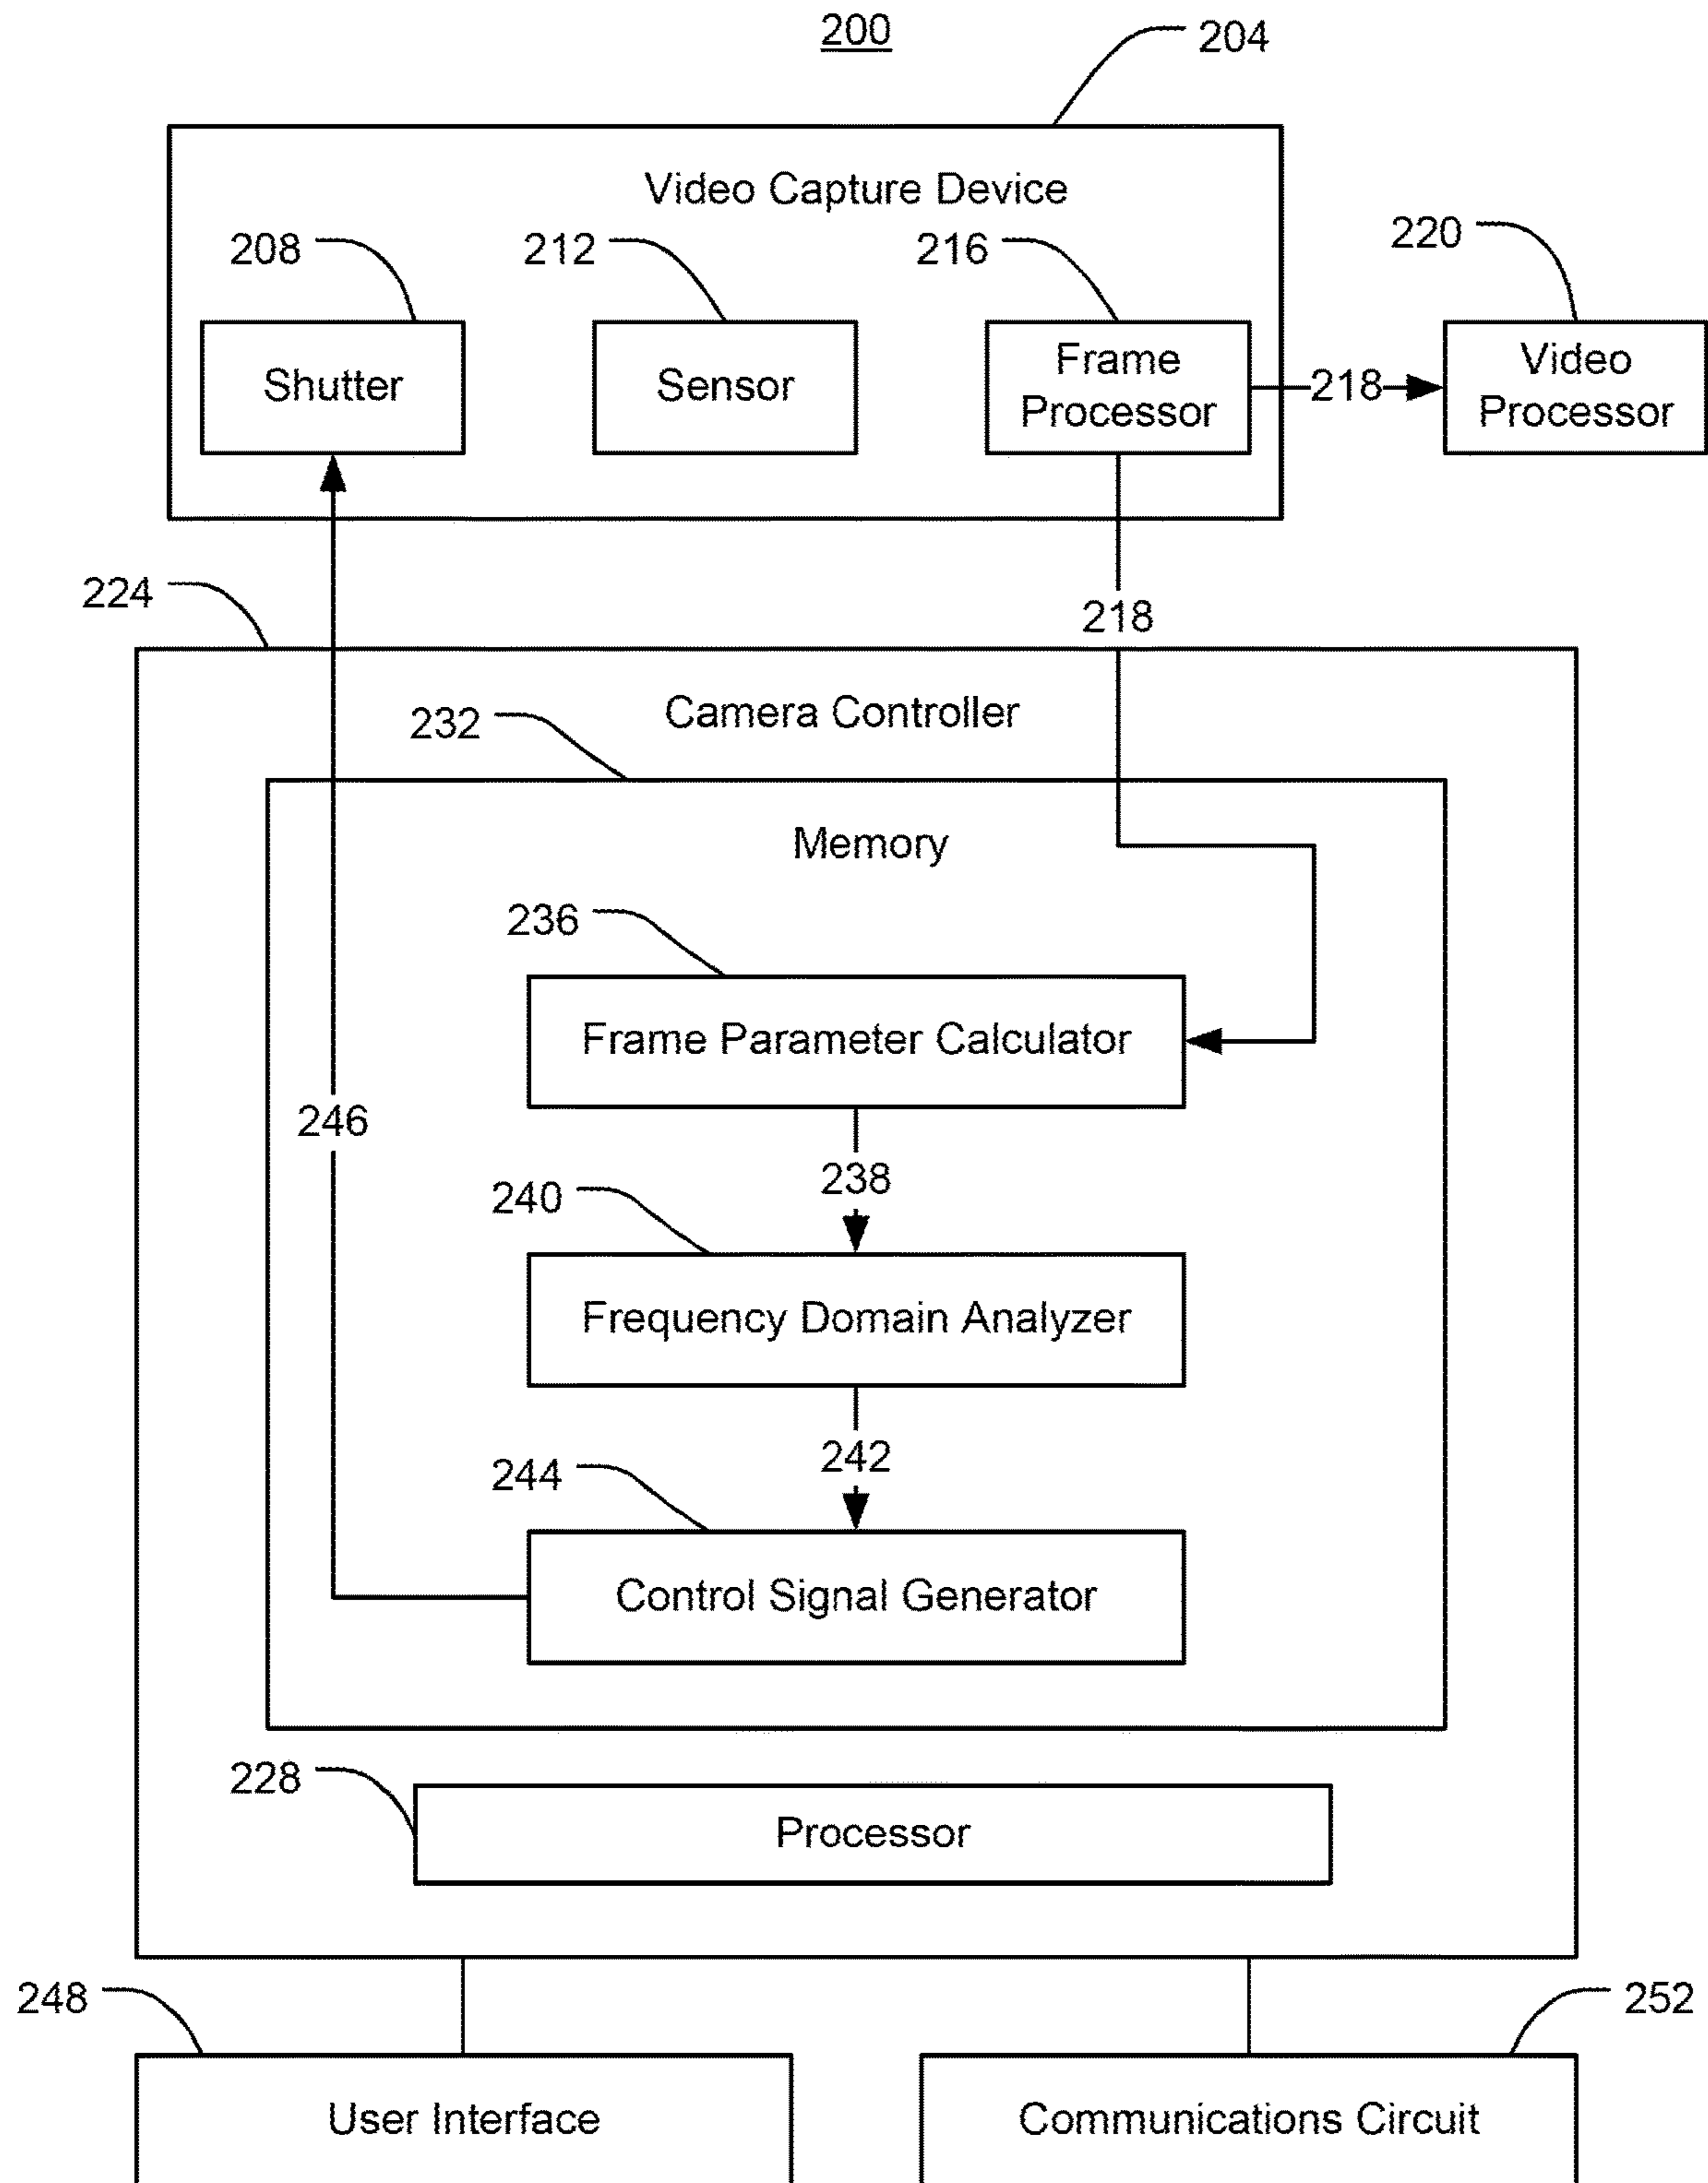 200
204
Video Capture Device
208
212
216
220
Shutter
Sensor
Frame
Processor
218
Video
Processor
224
218
Camera Controller
232
Memory
236
Frame Parameter Calculator
246
238
240
Frequency Domain Analyzer
242
244
Control Signal Generator
228
Processor
248
252
User Interface
Communications Circuit